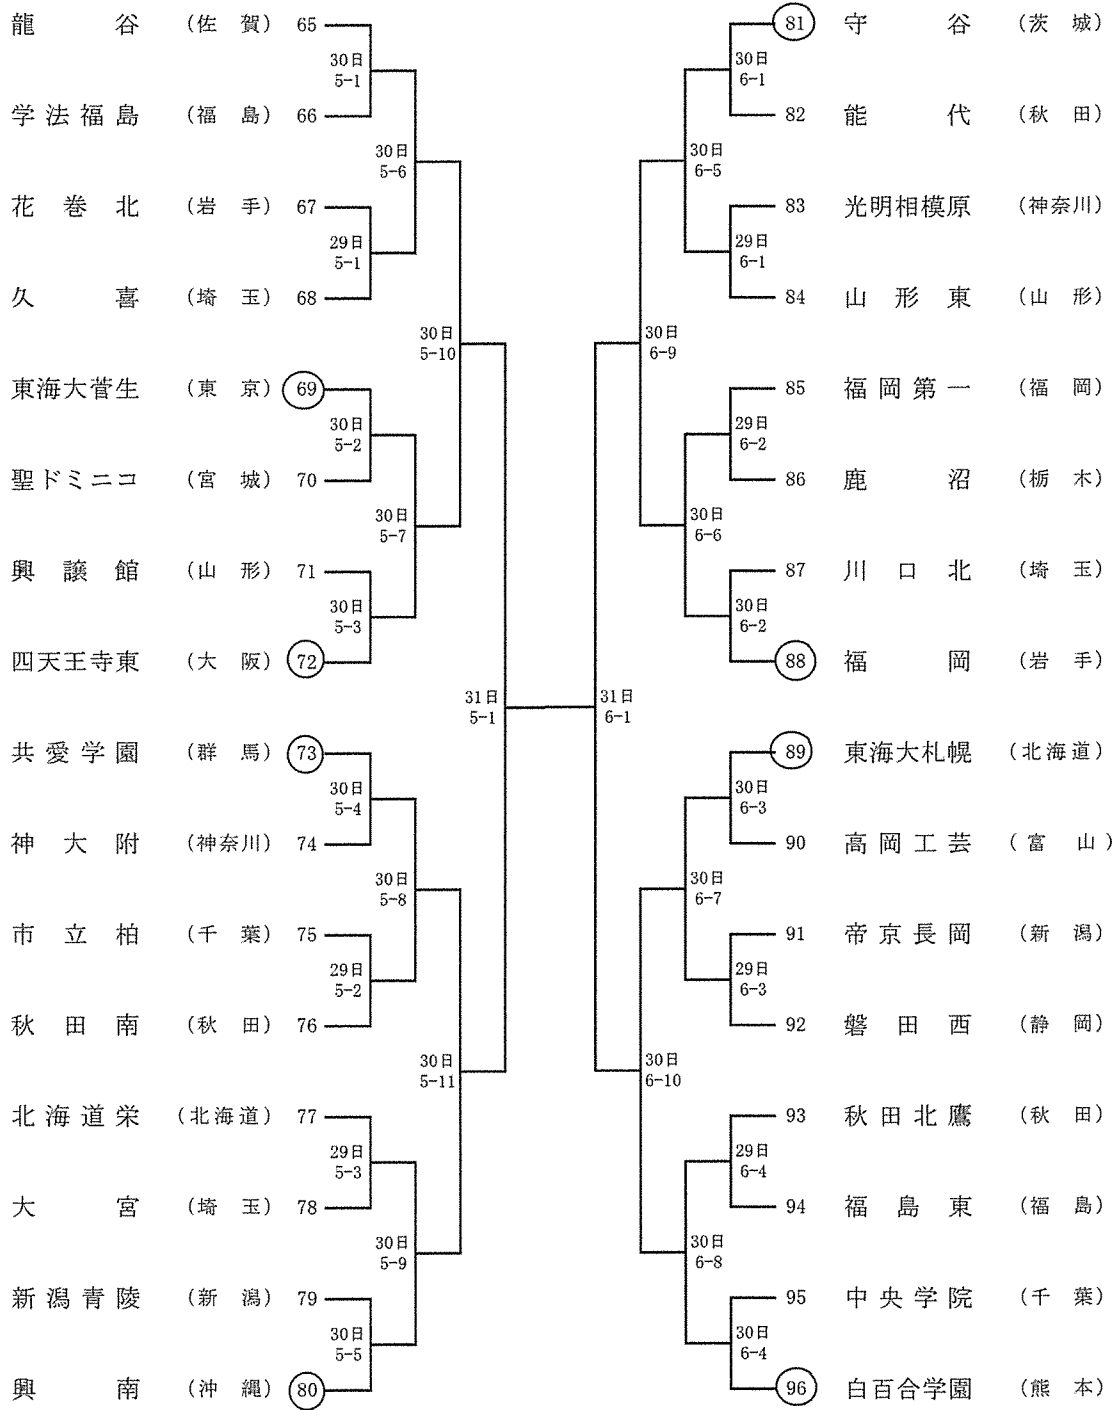 龍谷 (佐賀) 65
30日
5-1
学法福島 (福島) 66
30日
5-6
花巻北 (岩手) 67
29日
5-1
久喜 (埼玉) 68
30日
5-10
東海大菅生 (東京) 69
30日
5-2
聖ドミニコ (宮城) 70
30日
5-7
興譲館 (山形) 71
30日
5-3
四天王寺東 (大阪) 72
31日
5-1
共愛学園 (群馬) 73
30日
5-4
神大附 (神奈川) 74
30日
5-8
市立柏 (千葉) 75
29日
5-2
秋田南 (秋田) 76
30日
5-11
北海道栄 (北海道) 77
29日
5-3
大宮 (埼玉) 78
30日
5-9
新潟青陵 (新潟) 79
30日
5-5
興南 (沖縄) 80
81 守谷 (茨城)
30日
6-1
82 能代 (秋田)
30日
6-5
83 光明相模原 (神奈川)
29日
6-1
84 山形東 (山形)
30日
6-9
85 福岡第一 (福岡)
29日
6-2
86 鹿沼 (栃木)
30日
6-6
87 川口北 (埼玉)
30日
6-2
88 福岡 (岩手)
31日
6-1
89 東海大札幌 (北海道)
30日
6-3
90 高岡工芸 (富山)
30日
6-7
91 帝京長岡 (新潟)
29日
6-3
92 磐田西 (静岡)
30日
6-10
93 秋田北鷹 (秋田)
29日
6-4
94 福島東 (福島)
30日
6-8
95 中央学院 (千葉)
30日
6-4
96 白百合学園 (熊本)